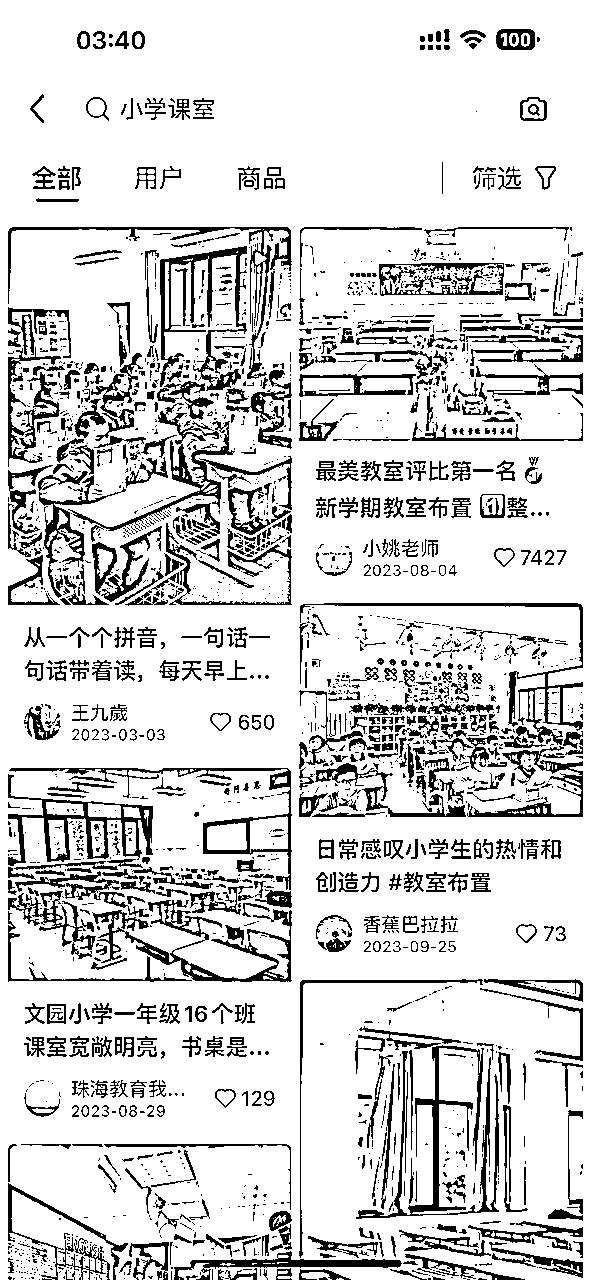 03:40
100
小学课室
全部
用户
商品
筛选
从一个个拼音，一句话一
句话带着读，每天早上...
王九歳
2023-03-03
650
最美教室评比第一名🏅
新学期教室布置 1️⃣整...
小姚老师
2023-08-04
7427
日常感叹小学生的热情和
创造力 #教室布置
香蕉巴拉拉
2023-09-25
73
文园小学一年级16个班
课室宽敞明亮，书桌是...
珠海教育我...
2023-08-29
129